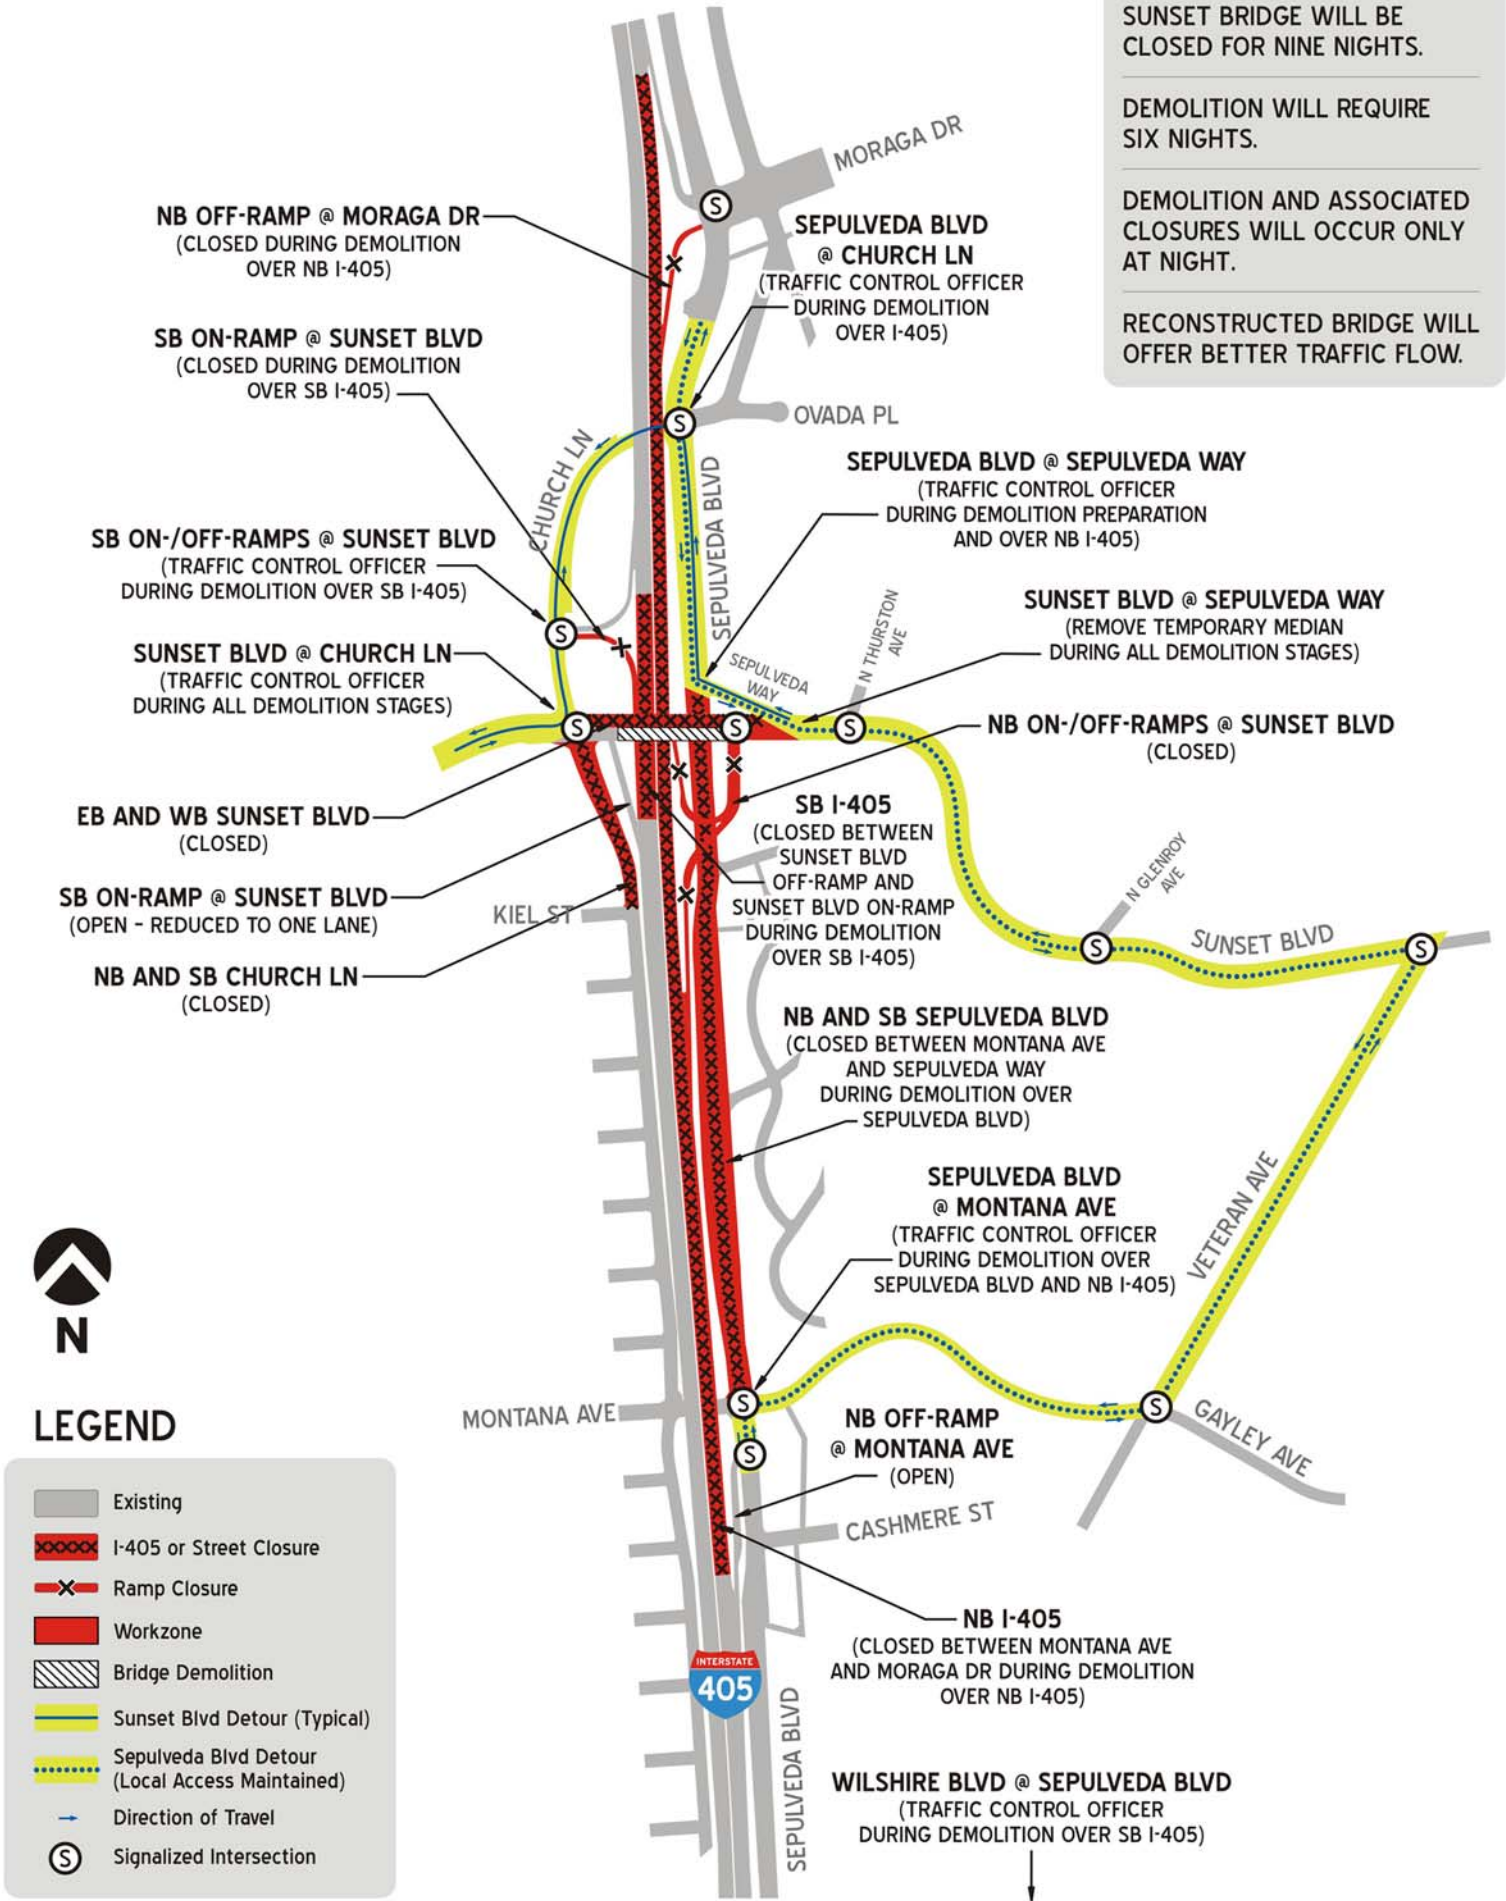 SUNSET BRIDGE WILL BE
CLOSED FOR NINE NIGHTS.
DEMOLITION WILL REQUIRE
SIX NIGHTS.
DEMOLITION AND ASSOCIATED
CLOSURES WILL OCCUR ONLY
AT NIGHT.
RECONSTRUCTED BRIDGE WILL
OFFER BETTER TRAFFIC FLOW.
MORAGA DR
S
NB OFF-RAMP @ MORAGA DR
(CLOSED DURING DEMOLITION
OVER NB I-405)
SEPULVEDA BLVD
@ CHURCH LN
(TRAFFIC CONTROL OFFICER
DURING DEMOLITION
OVER I-405)
SB ON-RAMP @ SUNSET BLVD
(CLOSED DURING DEMOLITION
OVER SB I-405)
S
OVADA PL
CHURCH LN
SEPULVEDA BLVD
SEPULVEDA BLVD @ SEPULVEDA WAY
(TRAFFIC CONTROL OFFICER
DURING DEMOLITION PREPARATION
AND OVER NB I-405)
SB ON-/OFF-RAMPS @ SUNSET BLVD
(TRAFFIC CONTROL OFFICER
DURING DEMOLITION OVER SB I-405)
S
SUNSET BLVD @ SEPULVEDA WAY
(REMOVE TEMPORARY MEDIAN
DURING ALL DEMOLITION STAGES)
N THURSTON
AVE
SEPULVEDA
WAY
SUNSET BLVD @ CHURCH LN
(TRAFFIC CONTROL OFFICER
DURING ALL DEMOLITION STAGES)
S
S
S
NB ON-/OFF-RAMPS @ SUNSET BLVD
(CLOSED)
EB AND WB SUNSET BLVD
(CLOSED)
SB I-405
(CLOSED BETWEEN
SUNSET BLVD
OFF-RAMP AND
SUNSET BLVD ON-RAMP
DURING DEMOLITION
OVER SB I-405)
SB ON-RAMP @ SUNSET BLVD
(OPEN - REDUCED TO ONE LANE)
KIEL ST
N GLENROY
AVE
S
SUNSET BLVD
S
NB AND SB CHURCH LN
(CLOSED)
NB AND SB SEPULVEDA BLVD
(CLOSED BETWEEN MONTANA AVE
AND SEPULVEDA WAY
DURING DEMOLITION OVER
SEPULVEDA BLVD)
VETERAN AVE
SEPULVEDA BLVD
@ MONTANA AVE
(TRAFFIC CONTROL OFFICER
DURING DEMOLITION OVER
SEPULVEDA BLVD AND NB I-405)
N
MONTANA AVE
S
S
S
GAYLEY AVE
NB OFF-RAMP
@ MONTANA AVE
(OPEN)
CASHMERE ST
NB I-405
(CLOSED BETWEEN MONTANA AVE
AND MORAGA DR DURING DEMOLITION
OVER NB I-405)
INTERSTATE
405
SEPULVEDA BLVD
WILSHIRE BLVD @ SEPULVEDA BLVD
(TRAFFIC CONTROL OFFICER
DURING DEMOLITION OVER SB I-405)
LEGEND
Existing
I-405 or Street Closure
Ramp Closure
Workzone
Bridge Demolition
Sunset Blvd Detour (Typical)
Sepulveda Blvd Detour
(Local Access Maintained)
Direction of Travel
S
Signalized Intersection